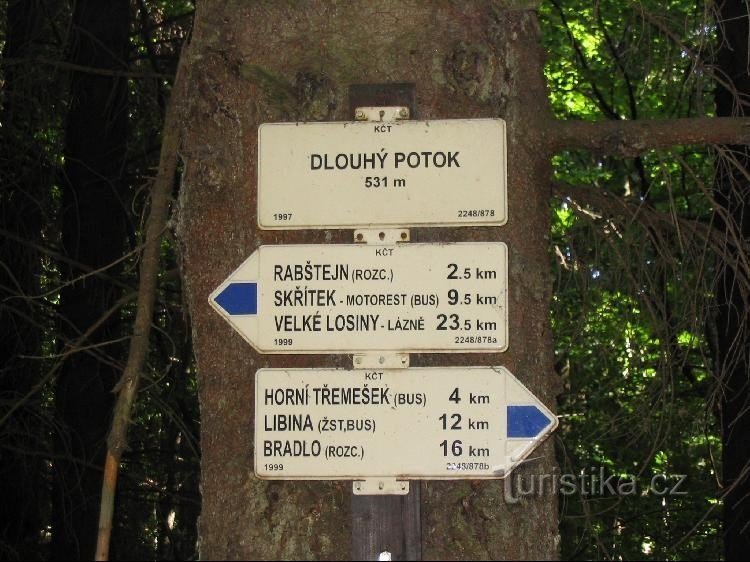 KČT
DLOUHÝ POTOK
531 m
1997 2248/878
KČT
RABŠTEJN (ROZC.) 2.5 km
SKŘÍTEK - MOTOREST (BUS) 9.5 km
VELKÉ LOSINY - LÁZNĚ 23.5 km
1999 2248/878a
KČT
HORNÍ TŘEMEŠEK (BUS) 4 km
LIBINA (ŽST,BUS) 12 km
BRADLO (ROZC.) 16 km
1999 2248/878b
turistika.cz